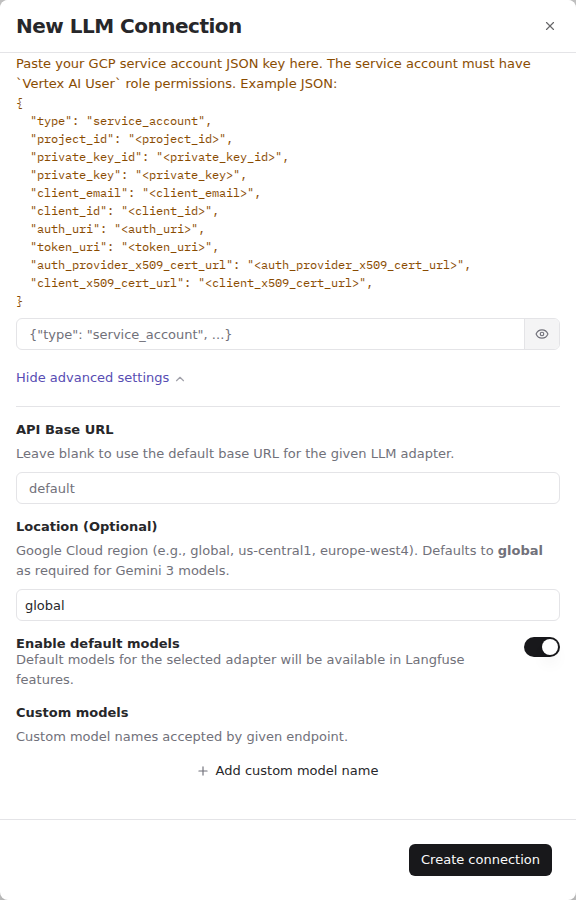 New LLM Connection
Paste your GCP service account JSON key here. The service account must have
`Vertex AI User` role permissions. Example JSON:
{
  "type": "service_account",
  "project_id": "<project_id>",
  "private_key_id": "<private_key_id>",
  "private_key": "<private_key>",
  "client_email": "<client_email>",
  "client_id": "<client_id>",
  "auth_uri": "<auth_uri>",
  "token_uri": "<token_uri>",
  "auth_provider_x509_cert_url": "<auth_provider_x509_cert_url>",
  "client_x509_cert_url": "<client_x509_cert_url>",
}
{"type": "service_account", ...}
Hide advanced settings
API Base URL
Leave blank to use the default base URL for the given LLM adapter.
default
Location (Optional)
Google Cloud region (e.g., global, us-central1, europe-west4). Defaults to global
as required for Gemini 3 models.
global
Enable default models
Default models for the selected adapter will be available in Langfuse
features.
Custom models
Custom model names accepted by given endpoint.
Add custom model name
Create connection